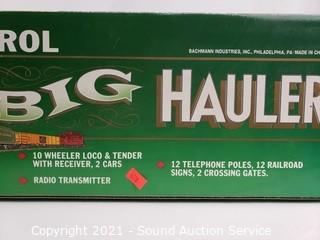 ROL
BACHMANN INDUSTRIES, INC., PHILADELPHIA, PA/MADE IN CH
BIG HAULER
• 10 WHEELER LOCO & TENDER
WITH RECEIVER, 2 CARS
• RADIO TRANSMITTER
• 12 TELEPHONE POLES, 12 RAILROAD
SIGNS, 2 CROSSING GATES.
Copyright 2021 - Sound Auction Service